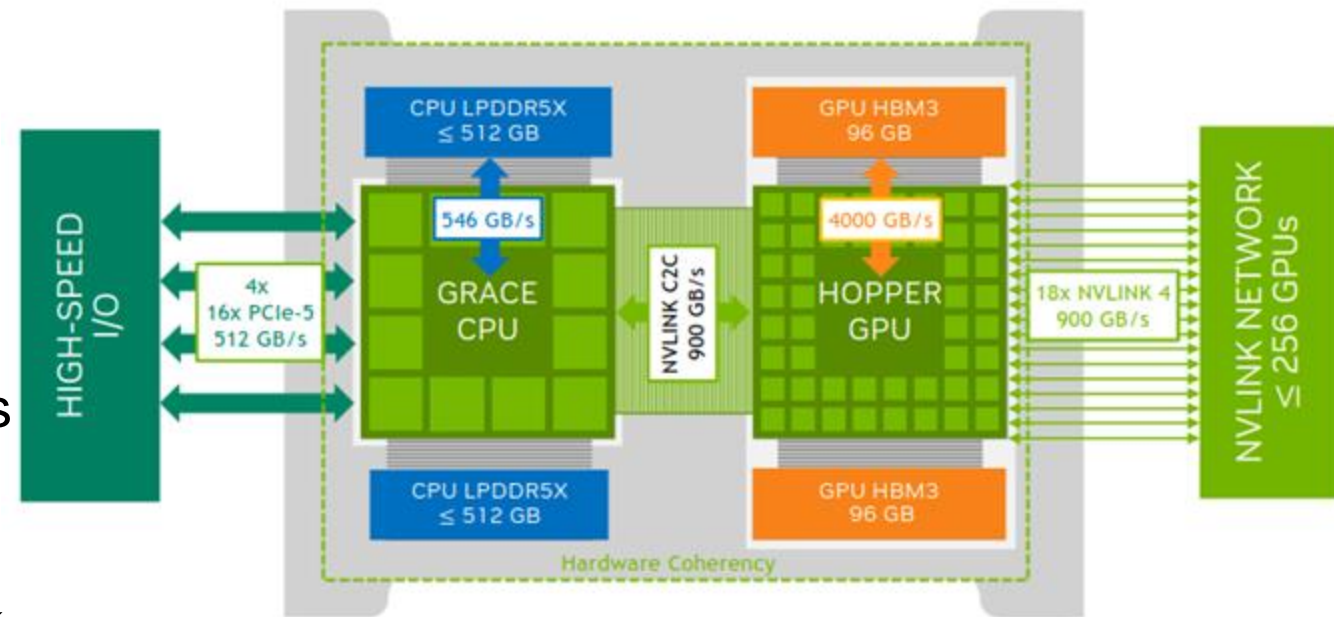 HIGH-SPEED
I/O
4x
16x PCIe-5
512 GB/s
CPU LPDDR5X
≤ 512 GB
546 GB/s
GRACE
CPU
CPU LPDDR5X
≤ 512 GB
NVLINK C2C
900 GB/s
GPU HBM3
96 GB
4000 GB/s
HOPPER
GPU
GPU HBM3
96 GB
18x NVLINK 4
900 GB/s
NVLINK NETWORK
≤ 256 GPUs
Hardware Coherency
s